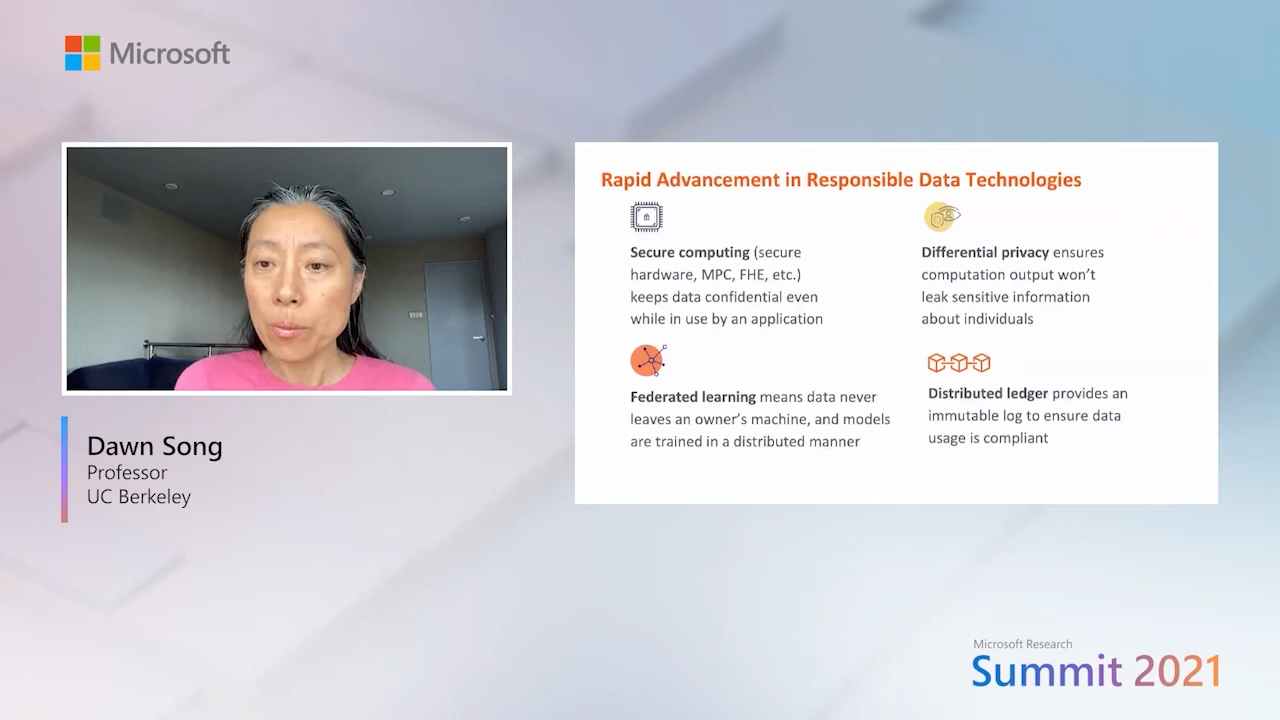 Microsoft
Rapid Advancement in Responsible Data Technologies
Secure computing (secure
hardware, MPC, FHE, etc.)
keeps data confidential even
while in use by an application
Differential privacy ensures
computation output won't
leak sensitive information
about individuals
Federated learning means data never
leaves an owner's machine, and models
are trained in a distributed manner
Distributed ledger provides an
immutable log to ensure data
usage is compliant
Dawn Song
Professor
UC Berkeley
Microsoft Research
Summit 2021